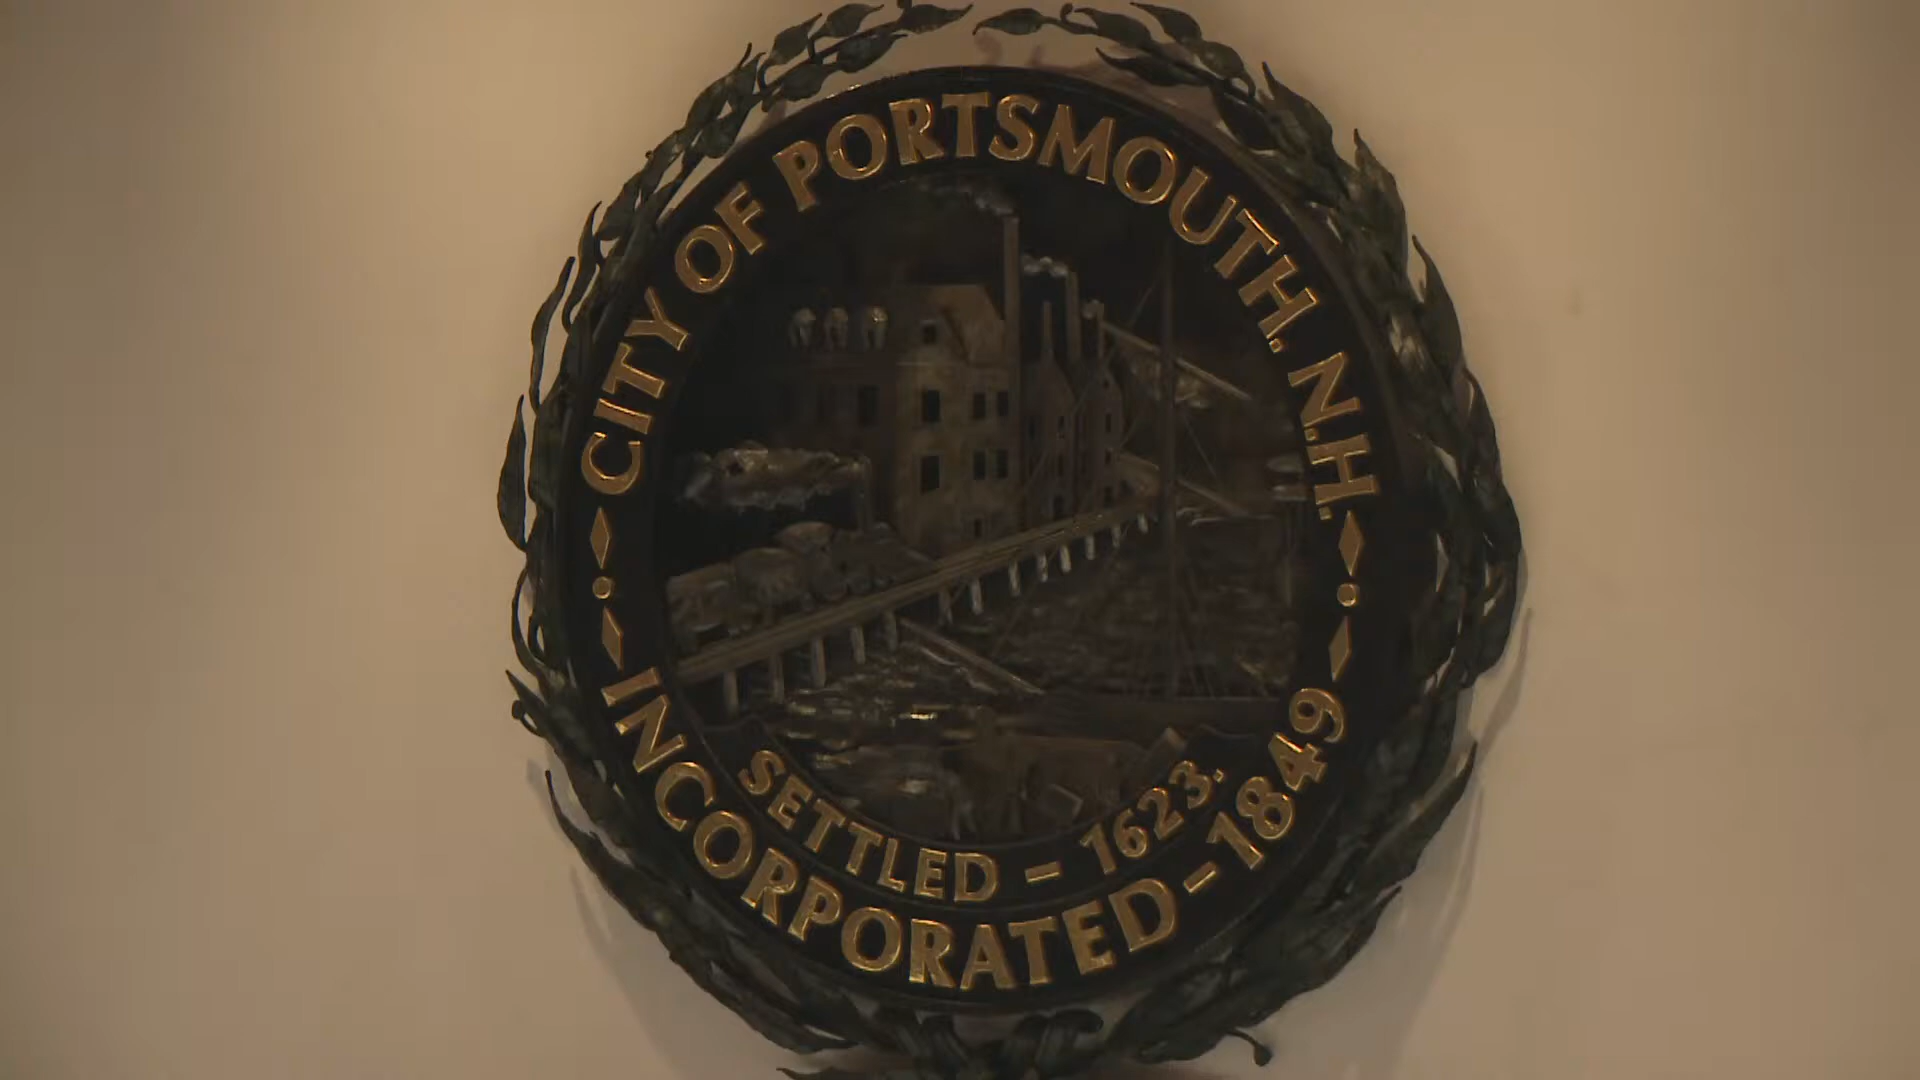 CITY OF PORTSMOUTH. N.H.
SETTLED – 1623.
INCORPORATED – 1849